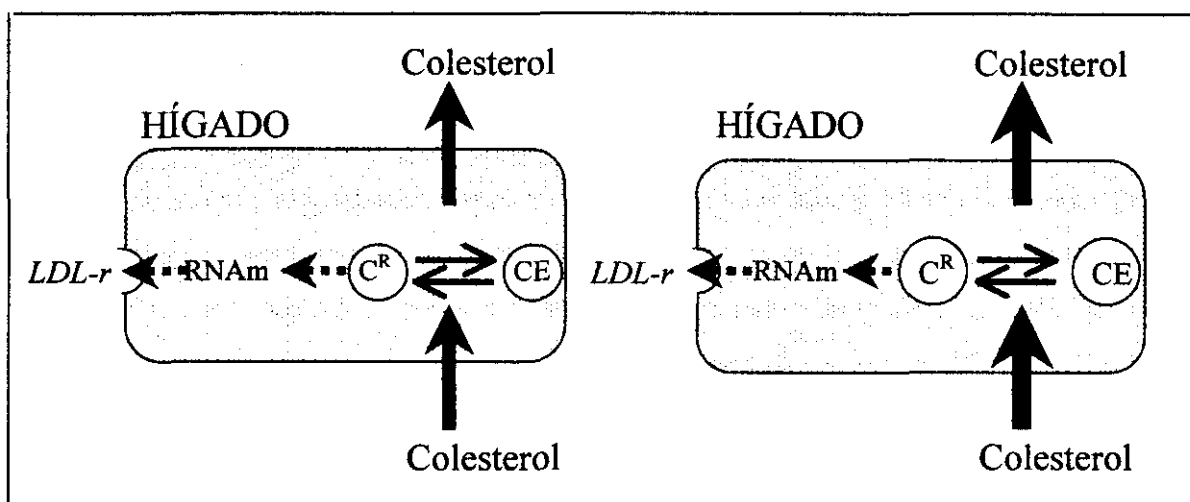 Colesterol
HÍGADO
LDL-r RNAm C^R CE
Colesterol
Colesterol
HÍGADO
LDL-r RNAm C^R CE
Colesterol